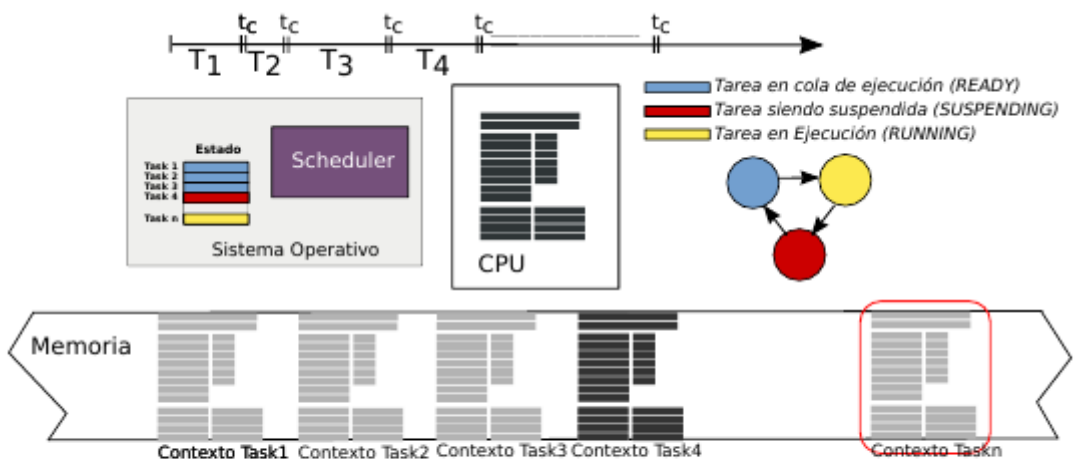 tc tc tc tc tc
T1 T2 T3 T4
Tarea en cola de ejecución (READY)
Tarea siendo suspendida (SUSPENDING)
Tarea en Ejecución (RUNNING)
Estado
Task 1
Task 2
Task 3
Task 4
Task n
Scheduler
Sistema Operativo
CPU
Memoria
Contexto Task1 Contexto Task2 Contexto Task3 Contexto Task4 Contexto Taskn